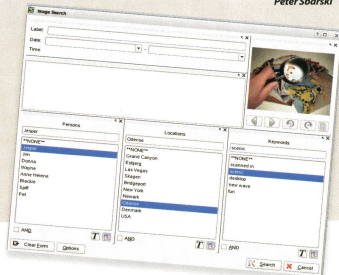 Peter Sbarski
Image Search
Label:
Date:
Time:
-
Persons
Jesper
**NONE**
Jesper
Jim
Donna
Wayne
Anne Helene
Blackie
Spiff
Pet
AND
Locations
Odense
**NONE**
Grand Canyon
Esbjerg
Las Vegas
Skagen
Bridgeport
New York
Newark
Odense
Denmark
USA
AND
Keywords
scenic
**NONE**
scanned in
scenic
desktop
new wave
fun
AND
Clear Form
Options
Search
Cancel